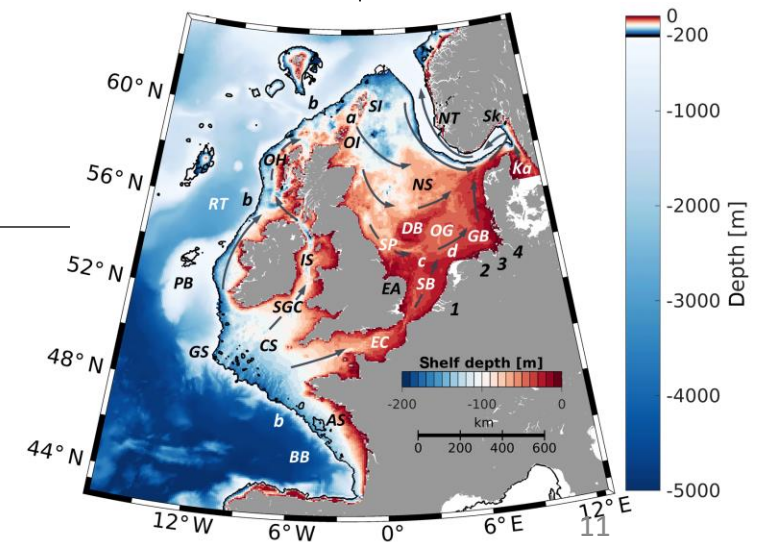 0
-200
-1000
-2000
-3000
-4000
-5000
Depth [m]
60° N
56° N
52° N
48° N
44° N
12° W
6° W
0°
6° E
12° E
11
b
a
SI
OI
OH
NT
Sk
Ka
RT
b
NS
DB
OG
GB
SP
c
d
4
3
2
1
PB
IS
EA
SB
SGC
GS
CS
EC
b
AS
BB
Shelf depth [m]
-200
-100
0
km
0
200
400
600